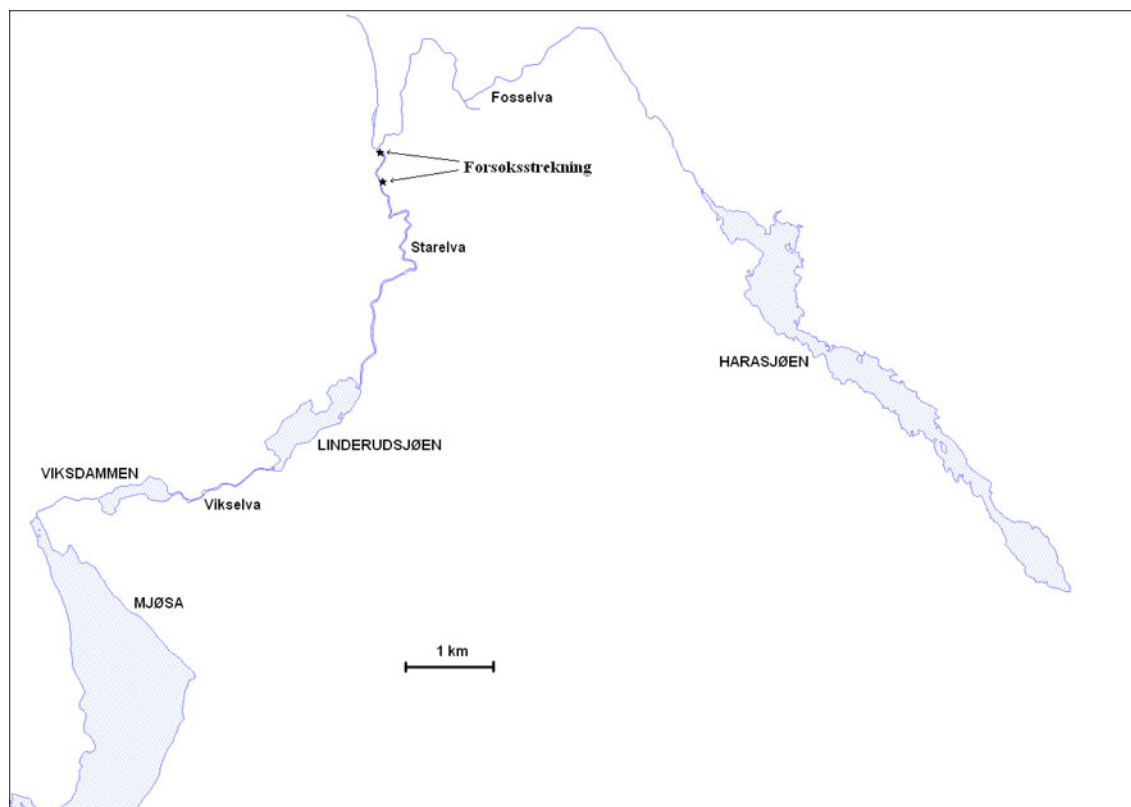 Fosselva
Forsøksstrekning
Starelva
HARASJØEN
LINDERUDSJØEN
VIKSDAMMEN
Vikselva
MJØSA
1 km